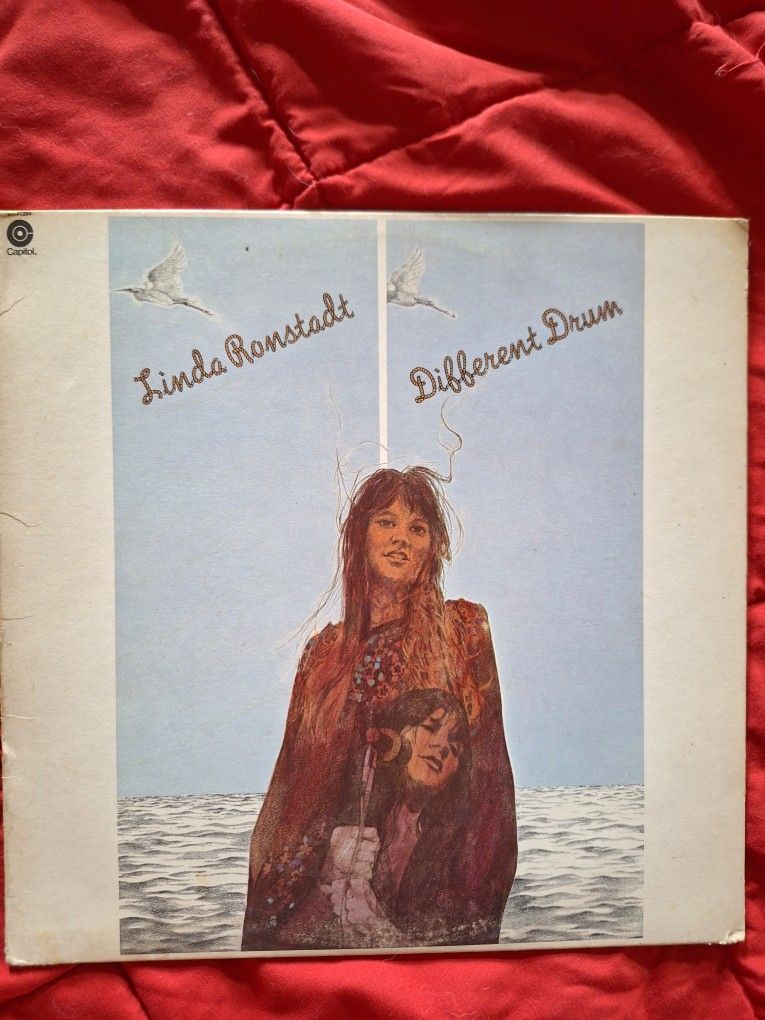 Capitol.
Linda Ronstadt
Different Drum